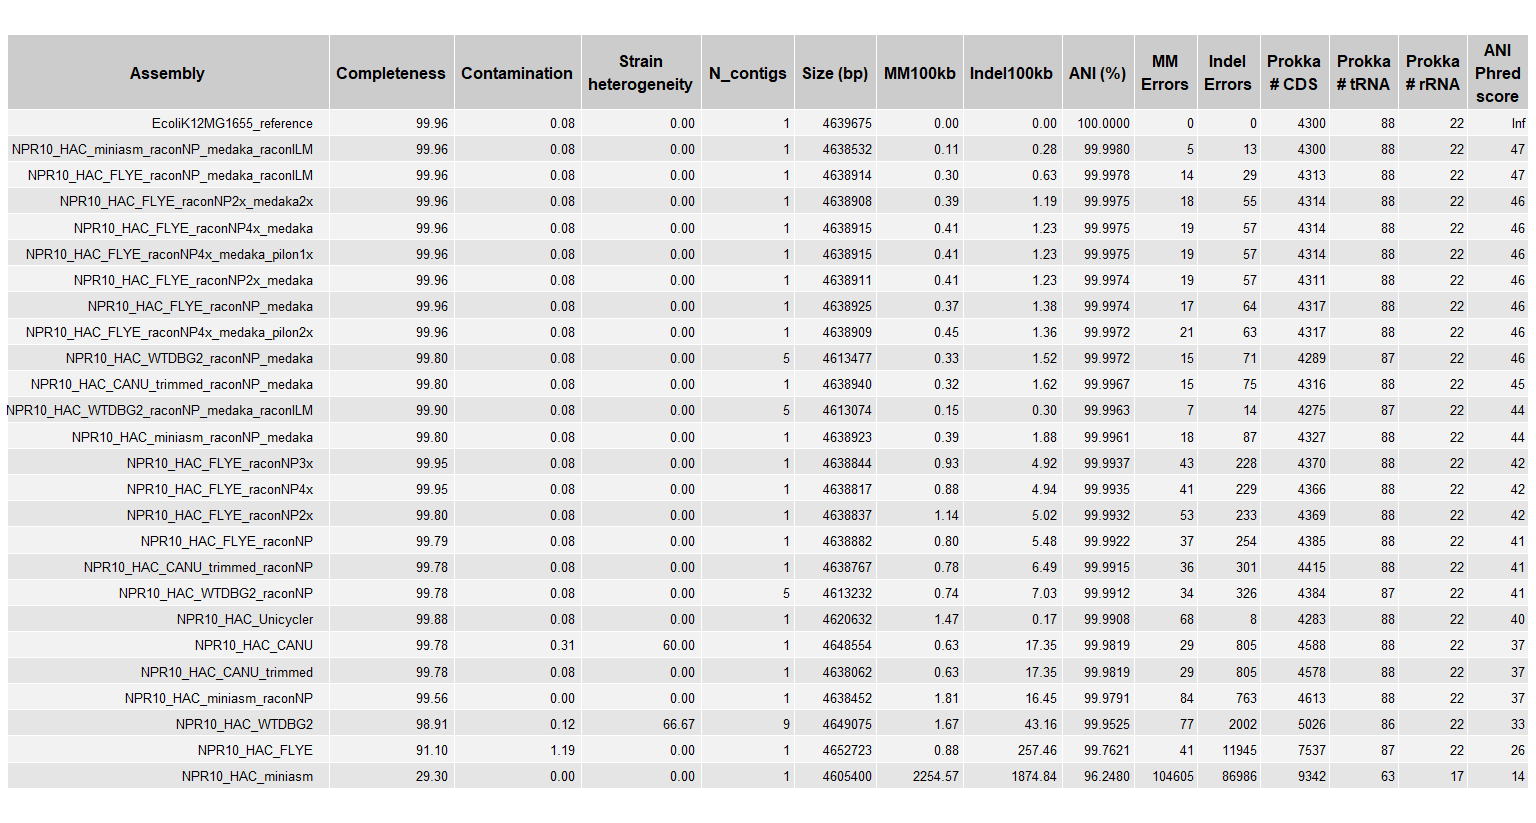 Assembly Completeness Contamination Strain heterogeneity N_contigs Size (bp) MM100kb Indel100kb ANI (%) MM Errors Indel Errors Prokka # CDS Prokka # tRNA Prokka # rRNA ANI Phred score
EcoliK12MG1655_reference 99.96 0.08 0.00 1 4639675 0.00 0.00 100.0000 0 0 4300 88 22 Inf
NPR10_HAC_miniasm_raconNP_medaka_raconILM 99.96 0.08 0.00 1 4638532 0.11 0.28 99.9980 5 13 4300 88 22 47
NPR10_HAC_FLYE_raconNP_medaka_raconILM 99.96 0.08 0.00 1 4638914 0.30 0.63 99.9978 14 29 4313 88 22 47
NPR10_HAC_FLYE_raconNP2x_medaka2x 99.96 0.08 0.00 1 4638908 0.39 1.19 99.9975 18 55 4314 88 22 46
NPR10_HAC_FLYE_raconNP4x_medaka 99.96 0.08 0.00 1 4638915 0.41 1.23 99.9975 19 57 4314 88 22 46
NPR10_HAC_FLYE_raconNP4x_medaka_pilon1x 99.96 0.08 0.00 1 4638915 0.41 1.23 99.9975 19 57 4314 88 22 46
NPR10_HAC_FLYE_raconNP2x_medaka 99.96 0.08 0.00 1 4638911 0.41 1.23 99.9974 19 57 4311 88 22 46
NPR10_HAC_FLYE_raconNP_medaka 99.96 0.08 0.00 1 4638925 0.37 1.38 99.9974 17 64 4317 88 22 46
NPR10_HAC_FLYE_raconNP4x_medaka_pilon2x 99.96 0.08 0.00 1 4638909 0.45 1.36 99.9972 21 63 4317 88 22 46
NPR10_HAC_WTDBG2_raconNP_medaka 99.80 0.08 0.00 5 4613477 0.33 1.52 99.9972 15 71 4289 87 22 46
NPR10_HAC_CANU_trimmed_raconNP_medaka 99.80 0.08 0.00 1 4638940 0.32 1.62 99.9967 15 75 4316 88 22 45
NPR10_HAC_WTDBG2_raconNP_medaka_raconILM 99.90 0.08 0.00 5 4613074 0.15 0.30 99.9963 7 14 4275 87 22 44
NPR10_HAC_miniasm_raconNP_medaka 99.80 0.08 0.00 1 4638923 0.39 1.88 99.9961 18 87 4327 88 22 44
NPR10_HAC_FLYE_raconNP3x 99.95 0.08 0.00 1 4638844 0.93 4.92 99.9937 43 228 4370 88 22 42
NPR10_HAC_FLYE_raconNP4x 99.95 0.08 0.00 1 4638817 0.88 4.94 99.9935 41 229 4366 88 22 42
NPR10_HAC_FLYE_raconNP2x 99.80 0.08 0.00 1 4638837 1.14 5.02 99.9932 53 233 4369 88 22 42
NPR10_HAC_FLYE_raconNP 99.79 0.08 0.00 1 4638882 0.80 5.48 99.9922 37 254 4385 88 22 41
NPR10_HAC_CANU_trimmed_raconNP 99.78 0.08 0.00 1 4638767 0.78 6.49 99.9915 36 301 4415 88 22 41
NPR10_HAC_WTDBG2_raconNP 99.78 0.08 0.00 5 4613232 0.74 7.03 99.9912 34 326 4384 87 22 41
NPR10_HAC_Unicycler 99.88 0.08 0.00 1 4620632 1.47 0.17 99.9908 68 8 4283 88 22 40
NPR10_HAC_CANU 99.78 0.31 60.00 1 4648554 0.63 17.35 99.9819 29 805 4588 88 22 37
NPR10_HAC_CANU_trimmed 99.78 0.08 0.00 1 4638062 0.63 17.35 99.9819 29 805 4578 88 22 37
NPR10_HAC_miniasm_raconNP 99.56 0.00 0.00 1 4638452 1.81 16.45 99.9791 84 763 4613 88 22 37
NPR10_HAC_WTDBG2 98.91 0.12 66.67 9 4649075 1.67 43.16 99.9525 77 2002 5026 86 22 33
NPR10_HAC_FLYE 91.10 1.19 0.00 1 4652723 0.88 257.46 99.7621 41 11945 7537 87 22 26
NPR10_HAC_miniasm 29.30 0.00 0.00 1 4605400 2254.57 1874.84 96.2480 104605 86986 9342 63 17 14